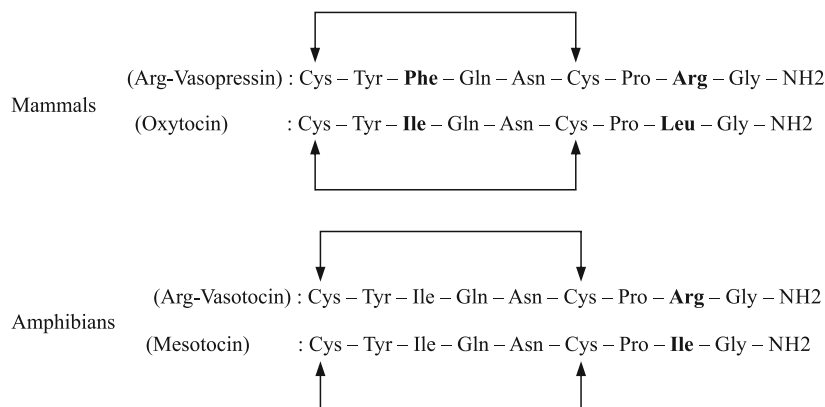 (Arg-Vasopressin) : Cys – Tyr – Phe – Gln – Asn – Cys – Pro – Arg – Gly – NH2
Mammals
(Oxytocin) : Cys – Tyr – Ile – Gln – Asn – Cys – Pro – Leu – Gly – NH2
(Arg-Vasotocin) : Cys – Tyr – Ile – Gln – Asn – Cys – Pro – Arg – Gly – NH2
Amphibians
(Mesotocin) : Cys – Tyr – Ile – Gln – Asn – Cys – Pro – Ile – Gly – NH2